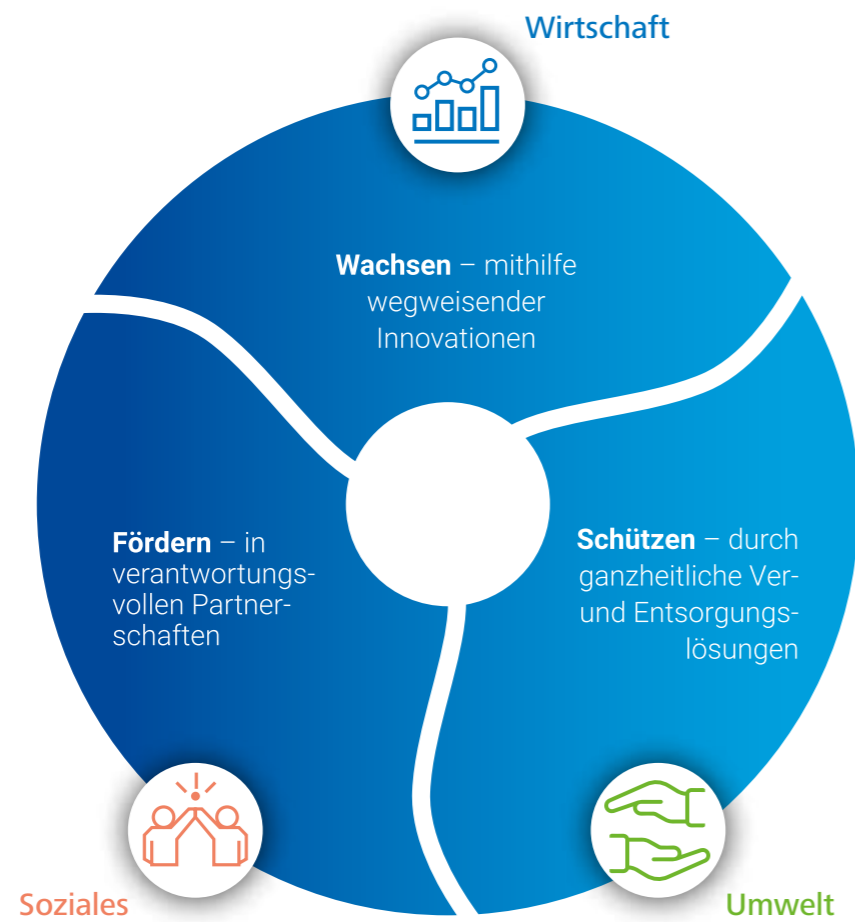 Wirtschaft
Wachsen – mithilfe
wegweisender
Innovationen
Fördern – in
verantwortungs-
vollen Partner-
schaften
Schützen – durch
ganzheitliche Ver-
und Entsorgungs-
lösungen
Soziales
Umwelt